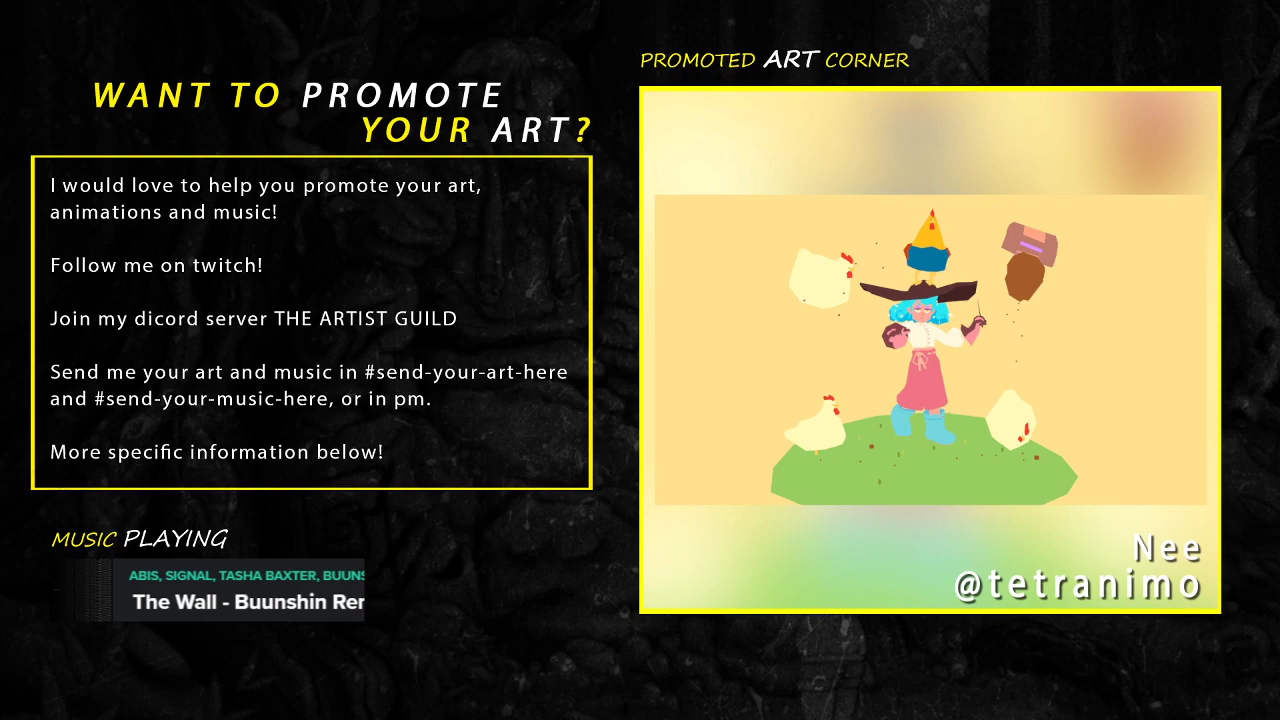 WANT TO PROMOTE
YOUR ART?
I would love to help you promote your art,
animations and music!
Follow me on twitch!
Join my dicord server THE ARTIST GUILD
Send me your art and music in #send-your-art-here
and #send-your-music-here, or in pm.
More specific information below!
MUSIC PLAYING
ABIS, SIGNAL, TASHA BAXTER, BUUNS
The Wall - Buunshin Rer
PROMOTED ART CORNER
Nee
@tetranimo